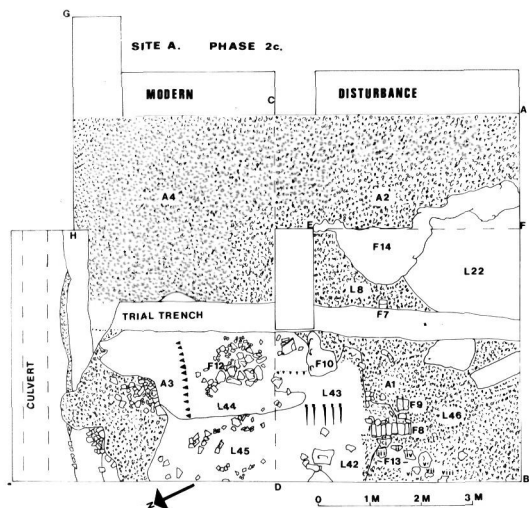 G
SITE A. PHASE 2c.
MODERN
C
DISTURBANCE
A
A4
A2
H
E
F
F14
L22
L8
F7
TRIAL TRENCH
CULVERT
F12
F10
A3
L43
A1
F9
L44
L46
F8
L45
L42
F13
D
B
N
0 1 M 2 M 3 M